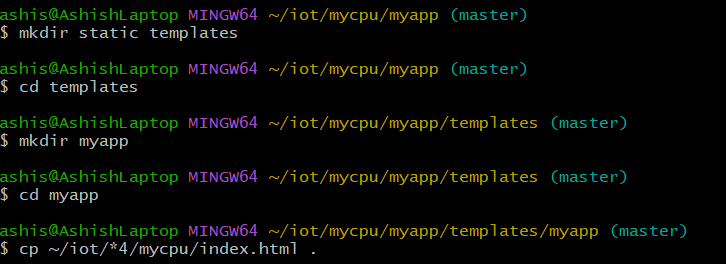 ashis@AshishLaptop MINGW64 ~/iot/mycpu/myapp (master)
$ mkdir static templates
ashis@AshishLaptop MINGW64 ~/iot/mycpu/myapp (master)
$ cd templates
ashis@AshishLaptop MINGW64 ~/iot/mycpu/myapp/templates (master)
$ mkdir myapp
ashis@AshishLaptop MINGW64 ~/iot/mycpu/myapp/templates (master)
$ cd myapp
ashis@AshishLaptop MINGW64 ~/iot/mycpu/myapp/templates/myapp (master)
$ cp ~/iot/*4/mycpu/index.html .